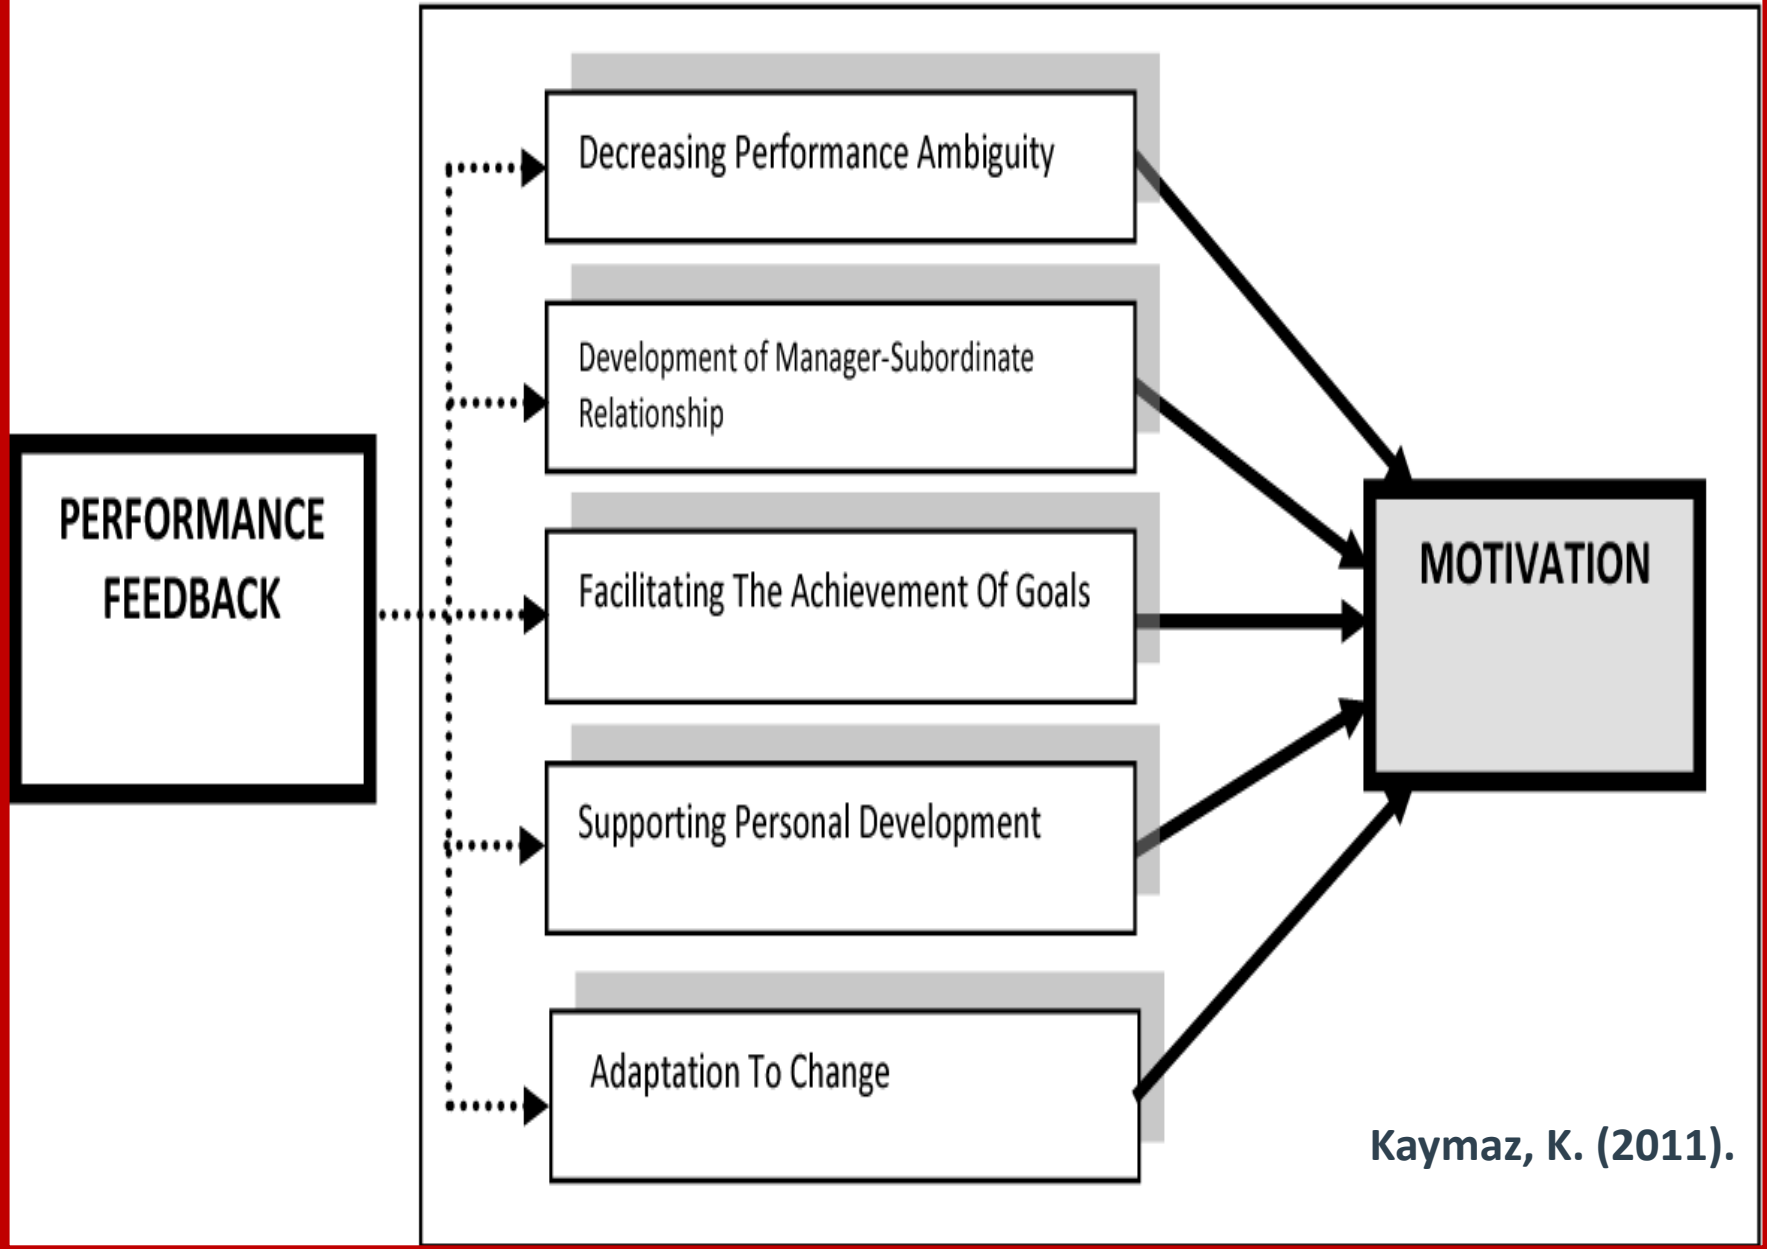 PERFORMANCE
FEEDBACK
Decreasing Performance Ambiguity
Development of Manager-Subordinate
Relationship
Facilitating The Achievement Of Goals
Supporting Personal Development
Adaptation To Change
MOTIVATION
Kaymaz, K. (2011).